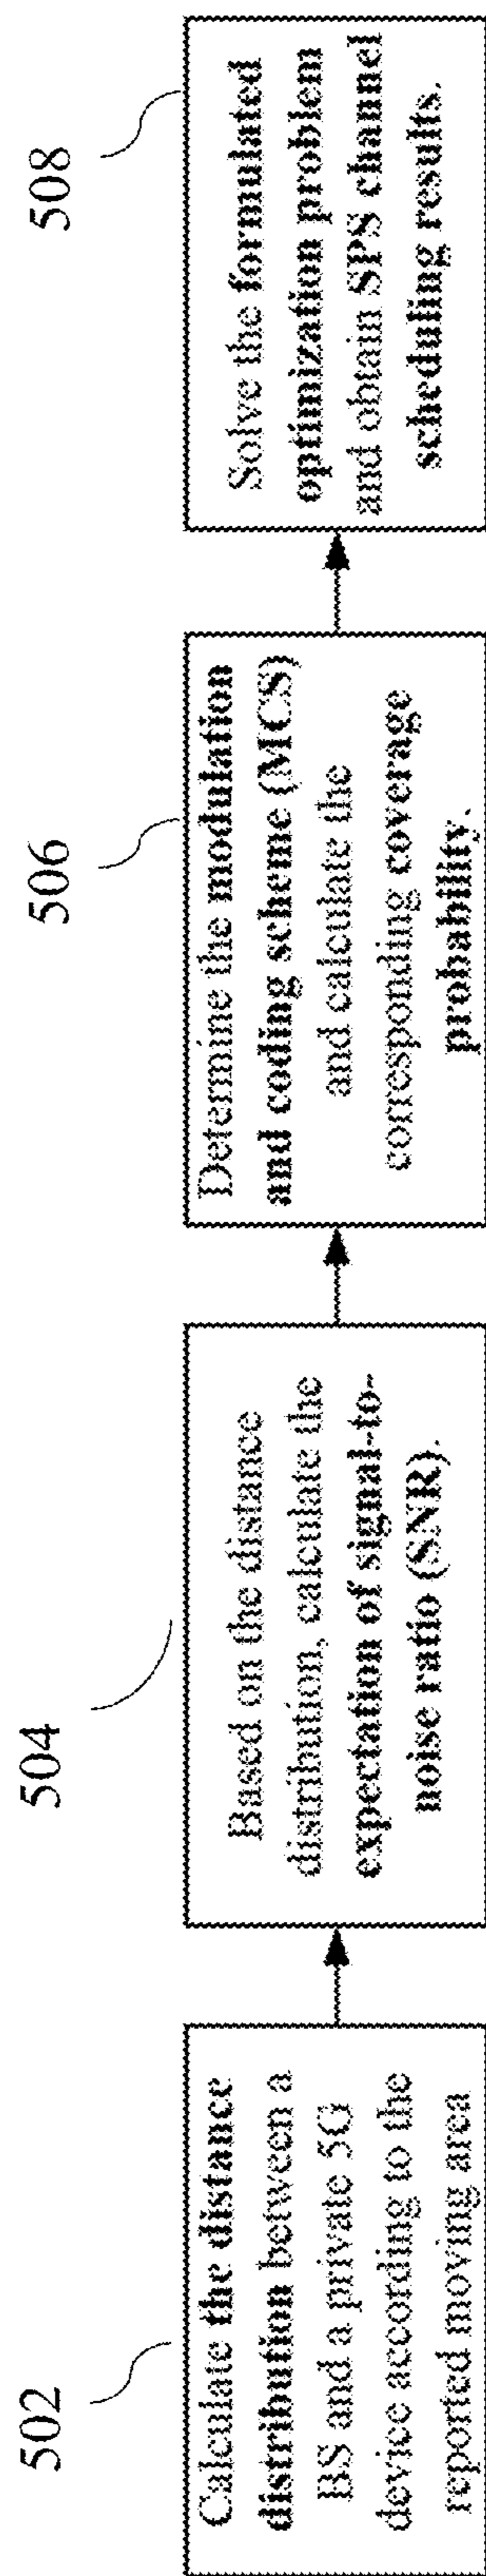 502
Calculate the distance
distribution between a
BS and a private 5G
device according to the
reported moving area
504
Based on the distance
distribution, calculate the
expectation of signal-to-
noise ratio (SNR).
506
Determine the modulation
and coding scheme (MCS)
and calculate the
corresponding coverage
probability.
508
Solve the formulated
optimization problem
and obtain SPS channel
scheduling results.